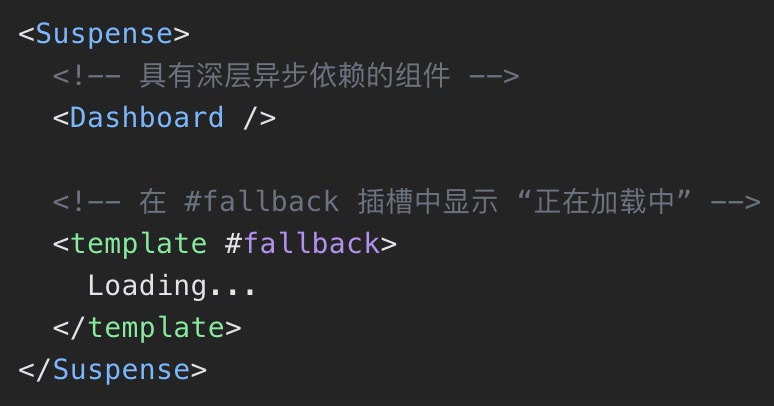 <Suspense>
  <!-- 具有深层异步依赖的组件 -->
  <Dashboard />

  <!-- 在 #fallback 插槽中显示 “正在加载中” -->
  <template #fallback>
    Loading...
  </template>
</Suspense>